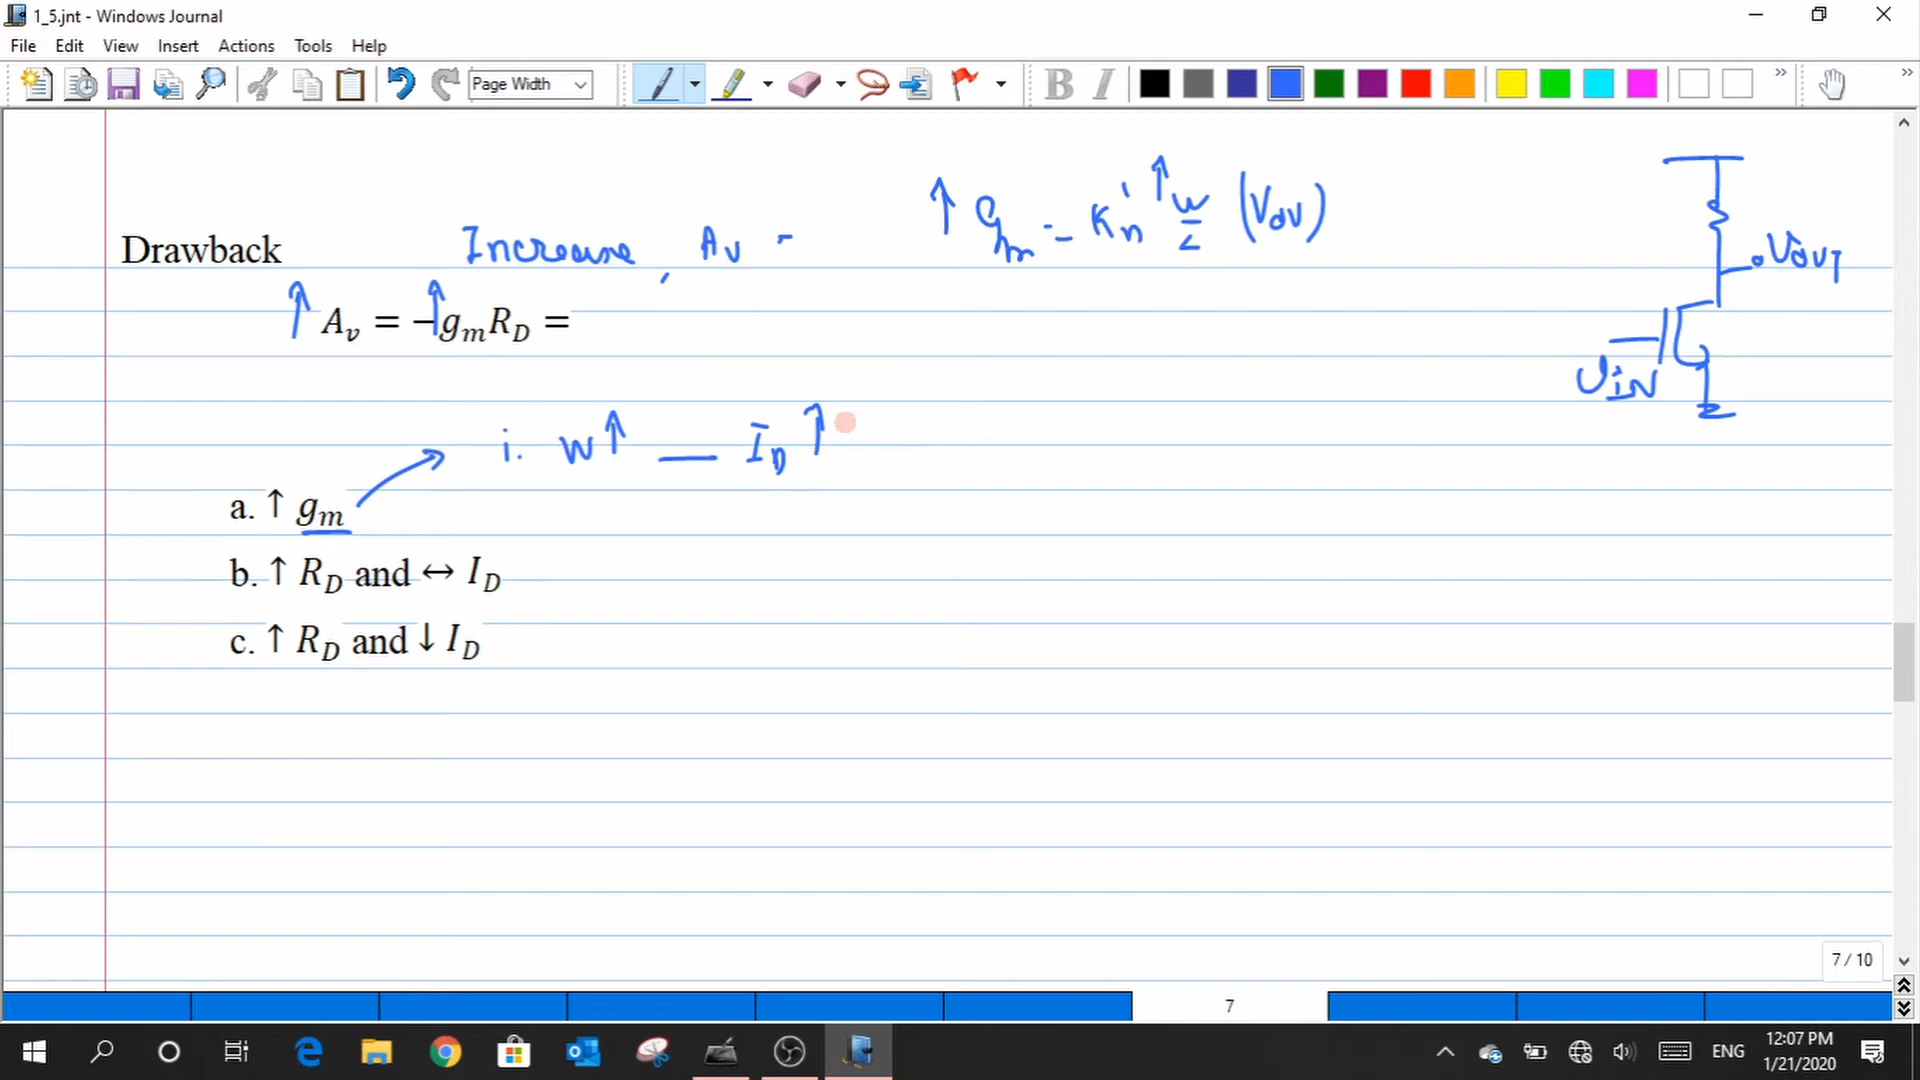 1_5.jnt - Windows Journal
File Edit View Insert Actions Tools Help
Page Width
B I
↑ gm = Kn' ↑ W/L (Vov)
Drawback Increase, Av -
↑ Av = -↑gmRD =
VOUT
VIN
i. W↑ — ID ↑
a. ↑ gm
b. ↑ RD and ↔ ID
c. ↑ RD and ↓ ID
7 / 10
7
12:07 PM
ENG
1/21/2020